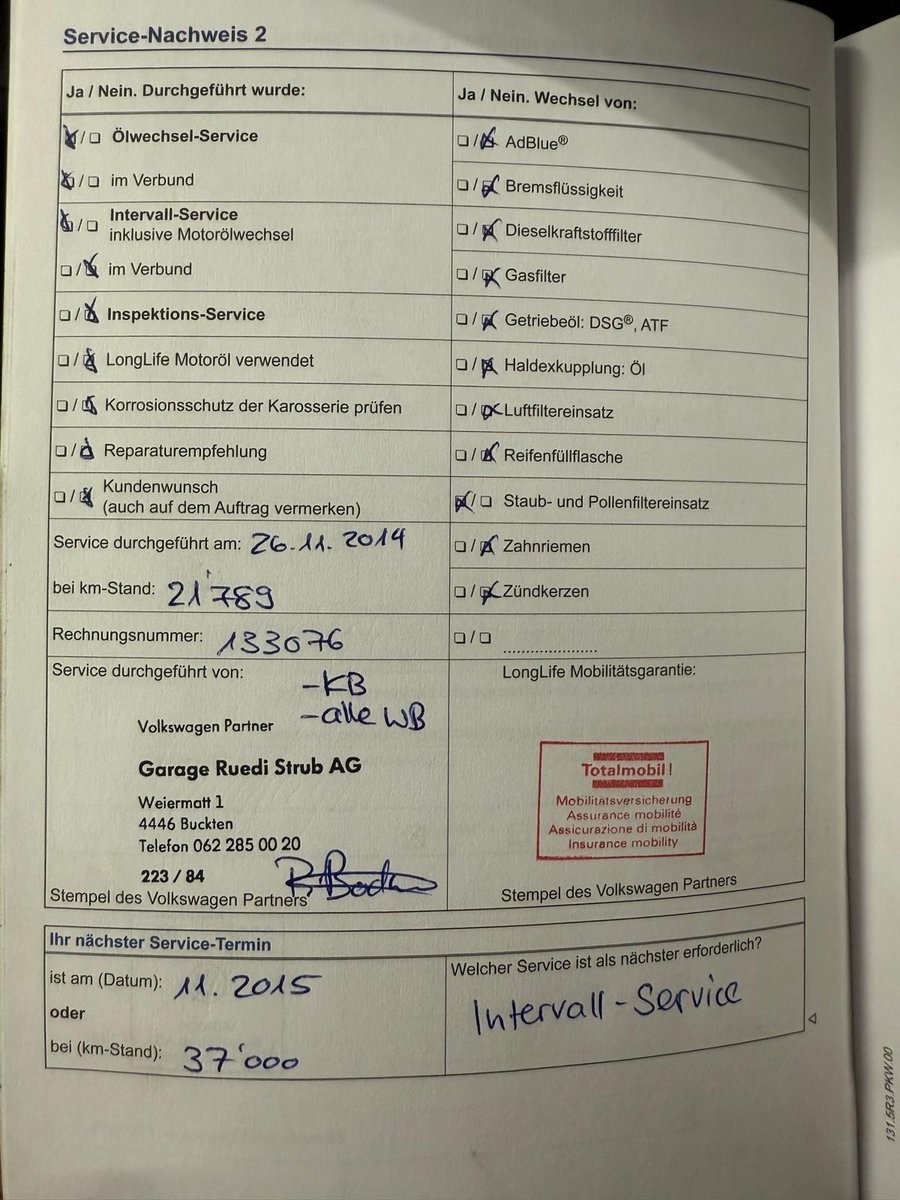 Service-Nachweis 2
Ja / Nein. Durchgeführt wurde:
☒/☐ Ölwechsel-Service
☒/☐ im Verbund
☒/☐ Intervall-Service
inklusive Motorölwechsel
☐/☒ im Verbund
☐/☒ Inspektions-Service
☐/☒ LongLife Motoröl verwendet
☐/☒ Korrosionsschutz der Karosserie prüfen
☐/☒ Reparaturempfehlung
☐/☒ Kundenwunsch
(auch auf dem Auftrag vermerken)
Service durchgeführt am: 26.11.2014
bei km-Stand: 21'789
Rechnungsnummer: 133076
Service durchgeführt von:
-KB
-alle WB
Volkswagen Partner
Garage Ruedi Strub AG
Weiermatt 1
4446 Buckten
Telefon 062 285 00 20
223 / 84
Stempel des Volkswagen Partners
Ja / Nein. Wechsel von:
☐/☒ AdBlue®
☐/☒ Bremsflüssigkeit
☐/☒ Dieselkraftstofffilter
☐/☒ Gasfilter
☐/☒ Getriebeöl: DSG®, ATF
☐/☒ Haldexkupplung: Öl
☐/☒ Luftfiltereinsatz
☐/☒ Reifenfüllflasche
☒/☐ Staub- und Pollenfiltereinsatz
☐/☒ Zahnriemen
☐/☒ Zündkerzen
☐/☐ .....................
LongLife Mobilitätsgarantie:
Totalmobil!
Mobilitätsversicherung
Assurance mobilité
Assicurazione di mobilità
Insurance mobility
Stempel des Volkswagen Partners
Ihr nächster Service-Termin
ist am (Datum): 11.2015
oder
bei (km-Stand): 37'000
Welcher Service ist als nächster erforderlich?
Intervall-Service
131.5R3.PKW.00